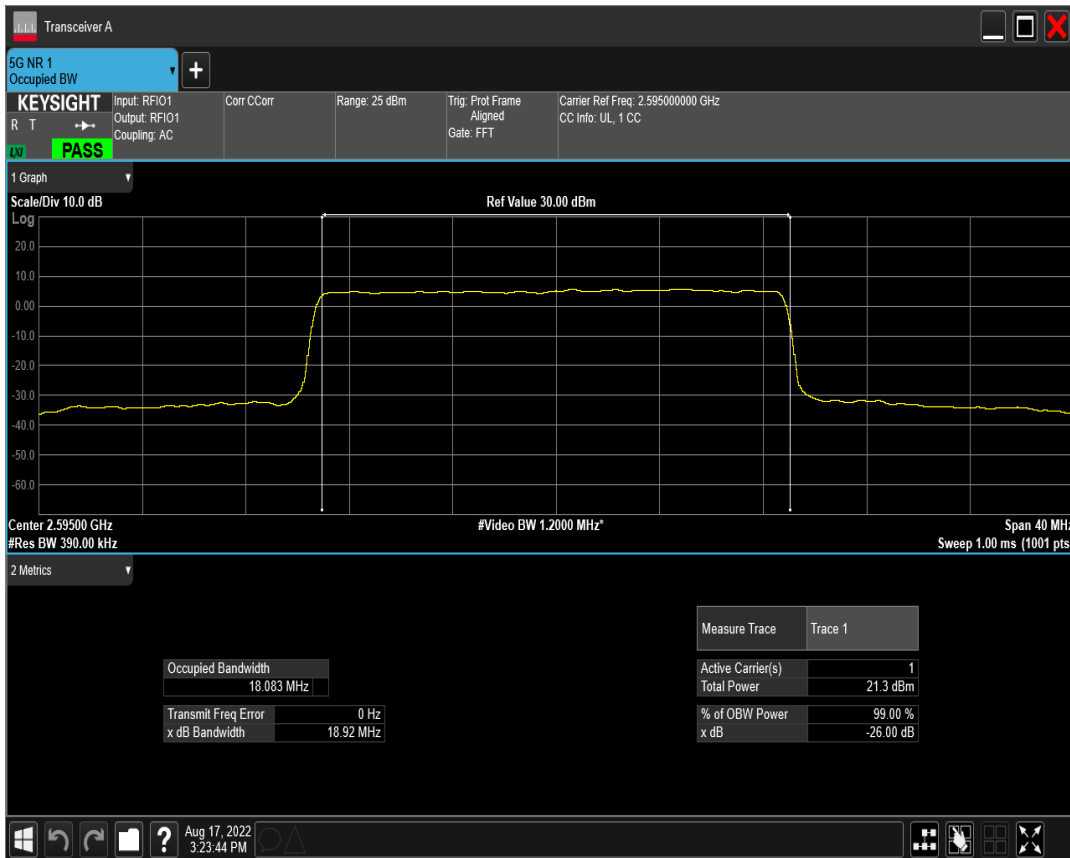 Transceiver A
5G NR 1
Occupied BW
+
KEYSIGHT
R T
LXI
PASS
Input: RFIO1
Output: RFIO1
Coupling: AC
Corr CCorr
Range: 25 dBm
Trig: Prot Frame
Aligned
Gate: FFT
Carrier Ref Freq: 2.595000000 GHz
CC Info: UL, 1 CC
1 Graph
Scale/Div 10.0 dB
Ref Value 30.00 dBm
Log
20.0
10.0
0.00
-10.0
-20.0
-30.0
-40.0
-50.0
-60.0
Center 2.59500 GHz
#Video BW 1.2000 MHz*
Span 40 MHz
#Res BW 390.00 kHz
Sweep 1.00 ms (1001 pts
2 Metrics
Measure Trace Trace 1
Occupied Bandwidth
18.083 MHz
Active Carrier(s) 1
Total Power 21.3 dBm
Transmit Freq Error 0 Hz
x dB Bandwidth 18.92 MHz
% of OBW Power 99.00 %
x dB -26.00 dB
?
Aug 17, 2022
3:23:44 PM